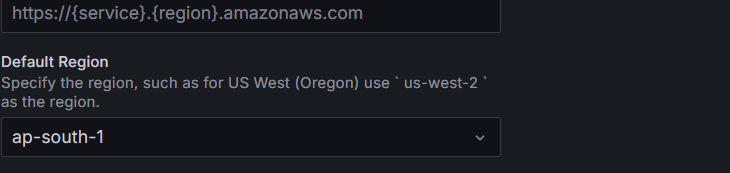 https://{service}.{region}.amazonaws.com
Default Region
Specify the region, such as for US West (Oregon) use ` us-west-2 `
as the region.
ap-south-1